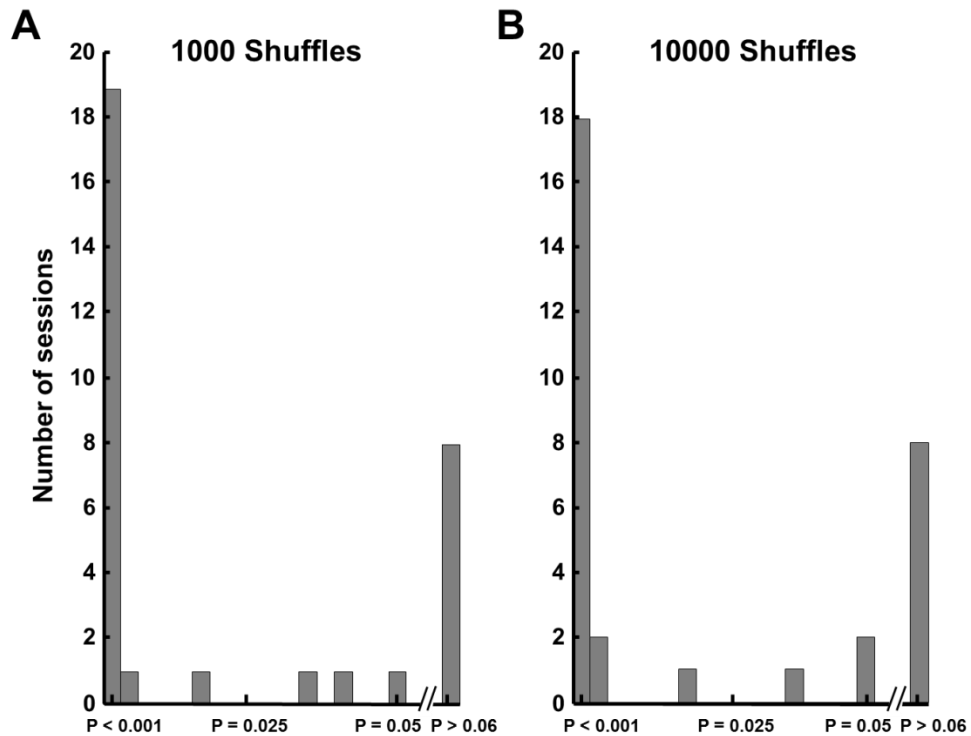 A
1000 Shuffles
Number of sessions
20
18
16
14
12
10
8
6
4
2
0
P < 0.001
P = 0.025
P = 0.05
P > 0.06
B
10000 Shuffles
20
18
16
14
12
10
8
6
4
2
0
P < 0.001
P = 0.025
P = 0.05
P > 0.06